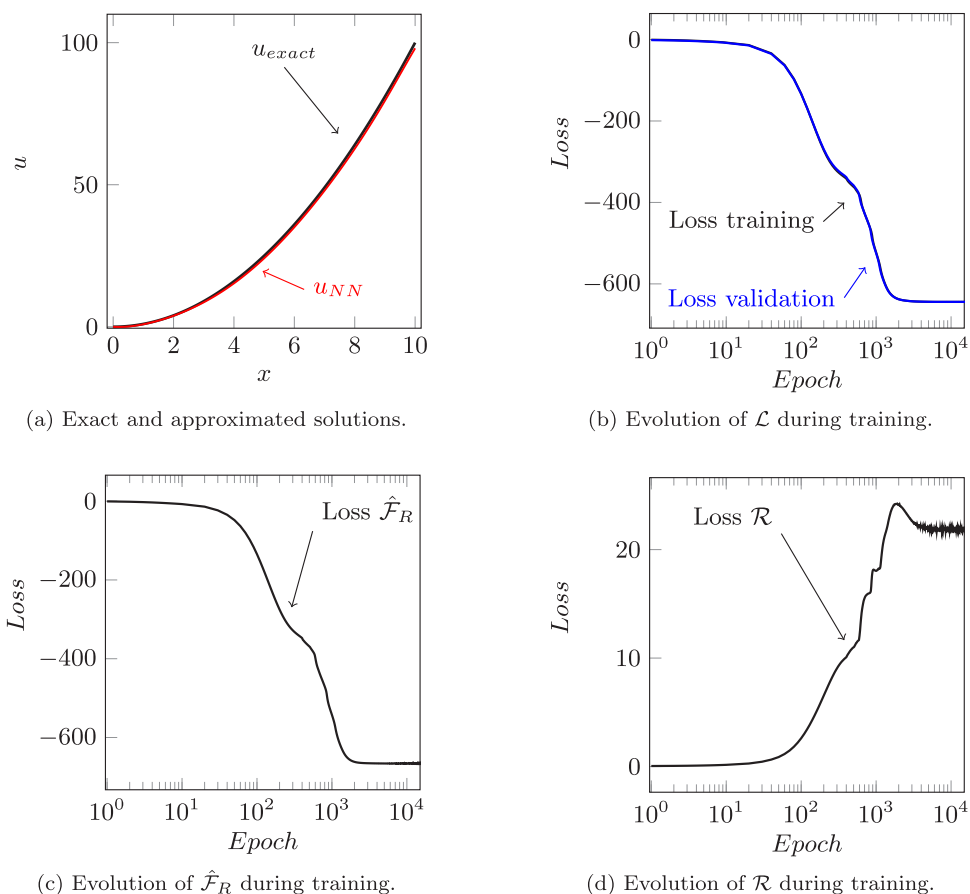 100
50
0
u
u_exact
u_NN
0 2 4 6 8 10
x
(a) Exact and approximated solutions.
0
−200
−400
−600
Loss
Loss training
Loss validation
10^0 10^1 10^2 10^3 10^4
Epoch
(b) Evolution of ℒ during training.
0
−200
−400
−600
Loss
Loss \hat{ℱ}_R
10^0 10^1 10^2 10^3 10^4
Epoch
(c) Evolution of \hat{ℱ}_R during training.
20
10
0
Loss
Loss ℛ
10^0 10^1 10^2 10^3 10^4
Epoch
(d) Evolution of ℛ during training.